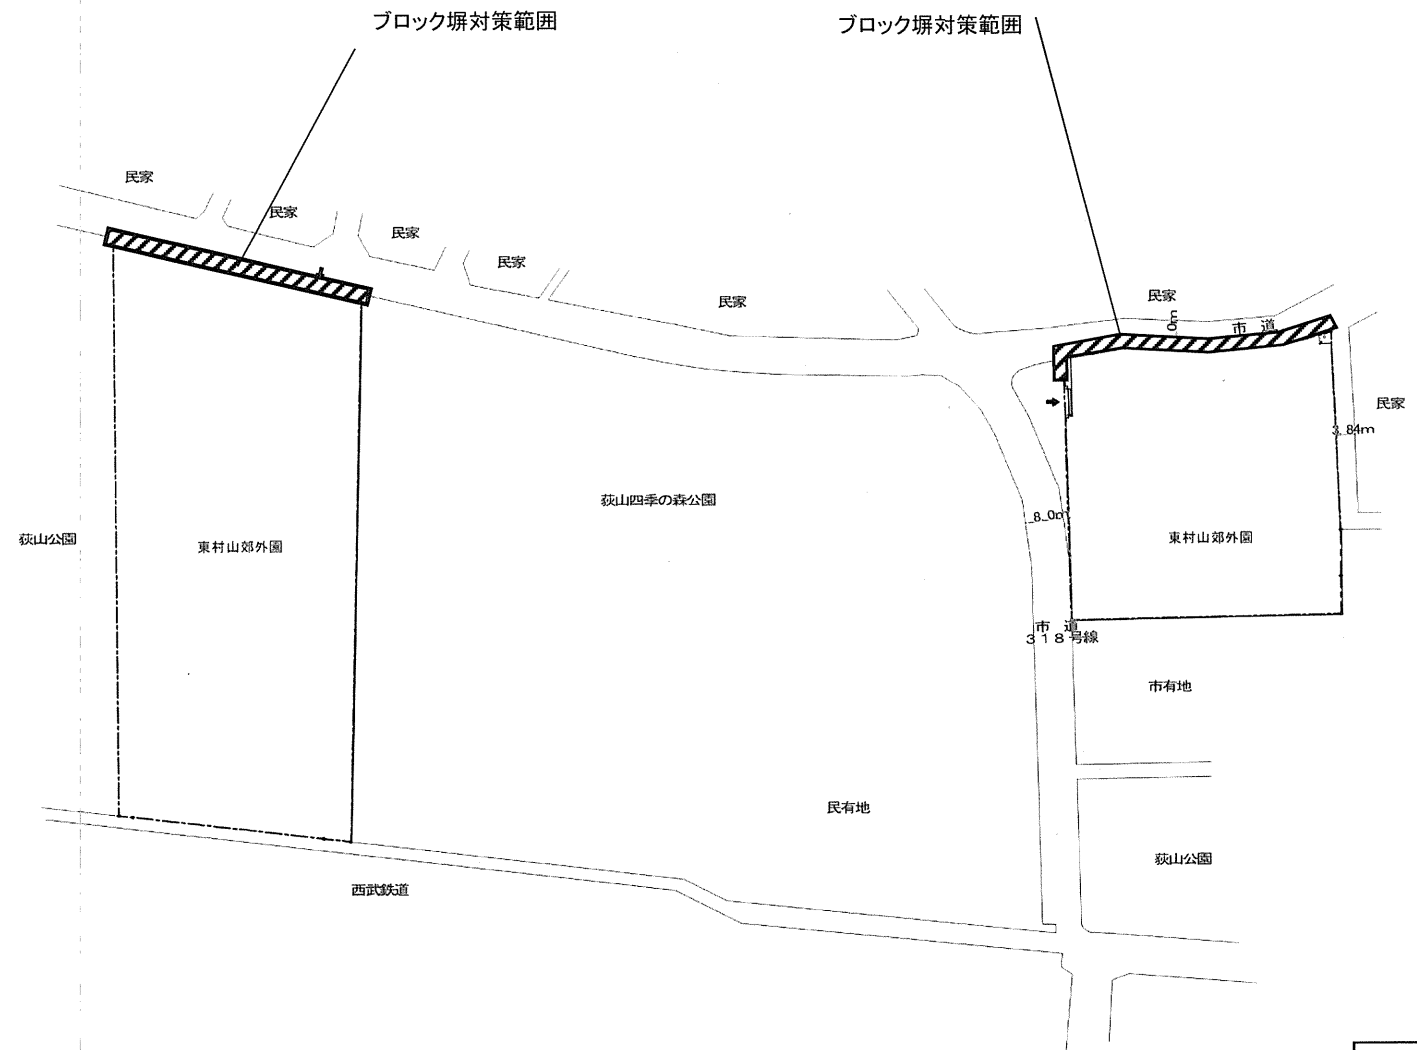 ブロック塀対策範囲
ブロック塀対策範囲
民家
民家
民家
民家
民家
民家
0m
市 道
民家
3.84m
荻山四季の森公園
8.0m
荻山公園
東村山郊外園
東村山郊外園
市 道
318号線
市有地
民有地
荻山公園
西武鉄道